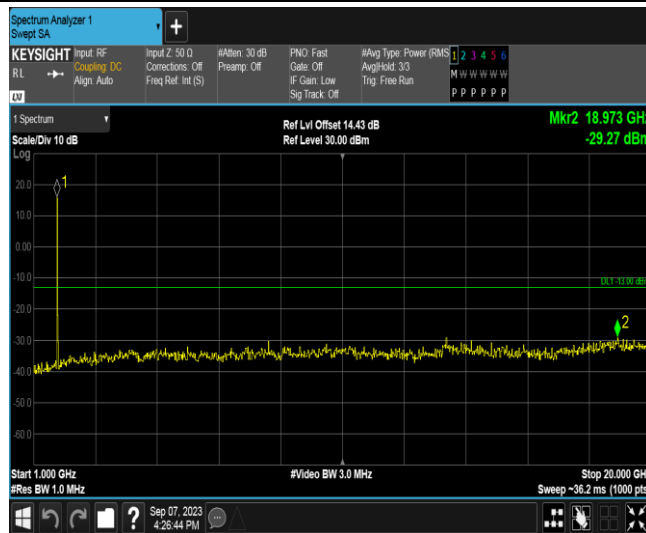 Spectrum Analyzer 1
Swept SA
+
KEYSIGHT
RL
LXI
Input: RF
Coupling: DC
Align: Auto
Input Z: 50 Ω
Corrections: Off
Freq Ref: Int (S)
#Atten: 30 dB
Preamp: Off
PNO: Fast
Gate: Off
IF Gain: Low
Sig Track: Off
#Avg Type: Power (RMS
Avg|Hold: 3/3
Trig: Free Run
1 2 3 4 5 6
M W W W W W
P P P P P P
1 Spectrum
Scale/Div 10 dB
Log
Ref Lvl Offset 14.43 dB
Ref Level 30.00 dBm
Mkr2 18.973 GHz
-29.27 dBm
1
20.0
10.0
0.00
-10.0
DL1 -13.00 dBm
-20.0
2
-30.0
-40.0
-50.0
-60.0
Start 1.000 GHz
#Res BW 1.0 MHz
#Video BW 3.0 MHz
Stop 20.000 GHz
Sweep ~36.2 ms (1000 pts)
?
Sep 07, 2023
4:26:44 PM